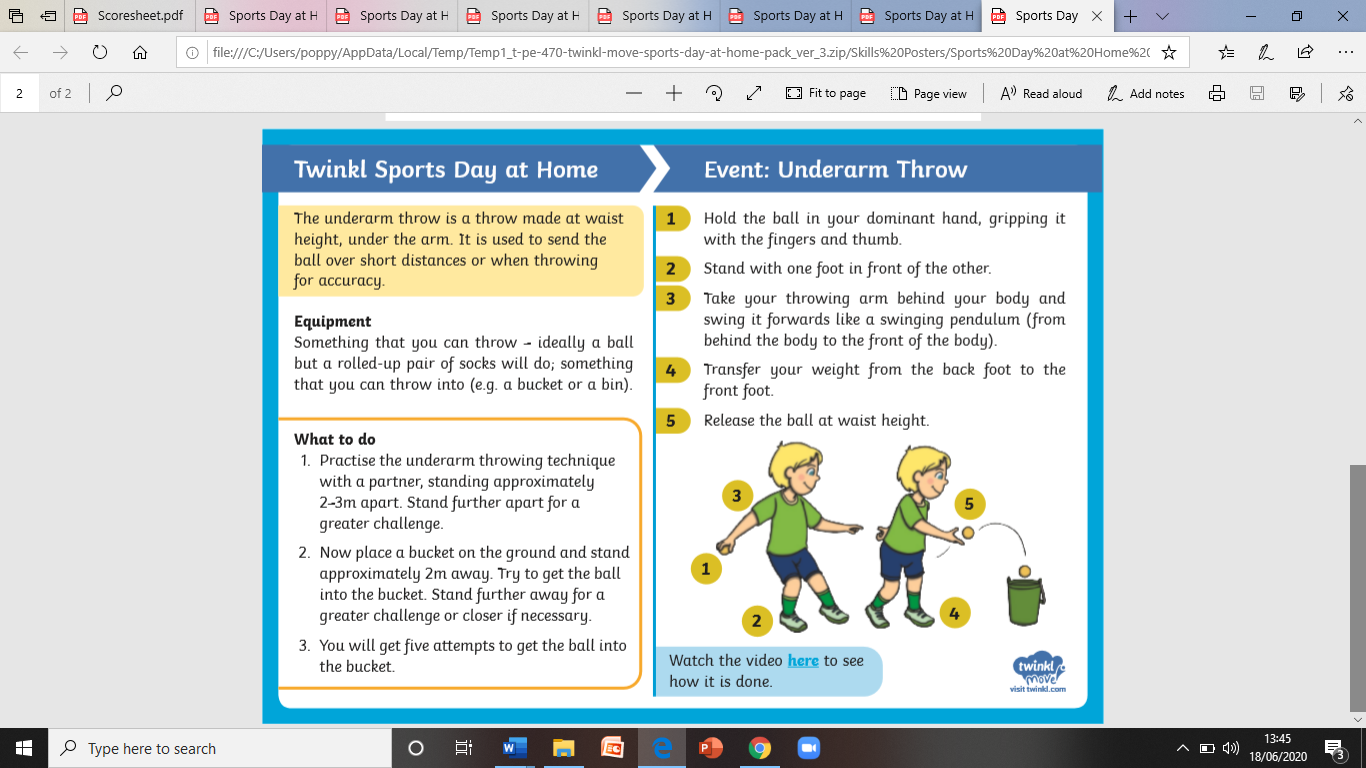 Scoresheet.pdf
Sports Day at H
Sports Day at H
Sports Day at H
Sports Day at H
Sports Day at H
Sports Day at H
Sports Day
file:///C:/Users/poppy/AppData/Local/Temp/Temp1_t-pe-470-twinkl-move-sports-day-at-home-pack_ver_3.zip/Skills%20Posters/Sports%20Day%20at%20Home%20
2 of 2
Fit to page
Page view
Read aloud
Add notes
Twinkl Sports Day at Home
The underarm throw is a throw made at waist
height, under the arm. It is used to send the
ball over short distances or when throwing
for accuracy.
Equipment
Something that you can throw – ideally a ball
but a rolled-up pair of socks will do; something
that you can throw into (e.g. a bucket or a bin).
What to do
1. Practise the underarm throwing technique
with a partner, standing approximately
2–3m apart. Stand further apart for a
greater challenge.
2. Now place a bucket on the ground and stand
approximately 2m away. Try to get the ball
into the bucket. Stand further away for a
greater challenge or closer if necessary.
3. You will get five attempts to get the ball into
the bucket.
Event: Underarm Throw
1 Hold the ball in your dominant hand, gripping it
with the fingers and thumb.
2 Stand with one foot in front of the other.
3 Take your throwing arm behind your body and
swing it forwards like a swinging pendulum (from
behind the body to the front of the body).
4 Transfer your weight from the back foot to the
front foot.
5 Release the ball at waist height.
3
5
1
2
4
Watch the video here to see
how it is done.
twinkl
move
visit twinkl.com
Type here to search
13:45
18/06/2020
3